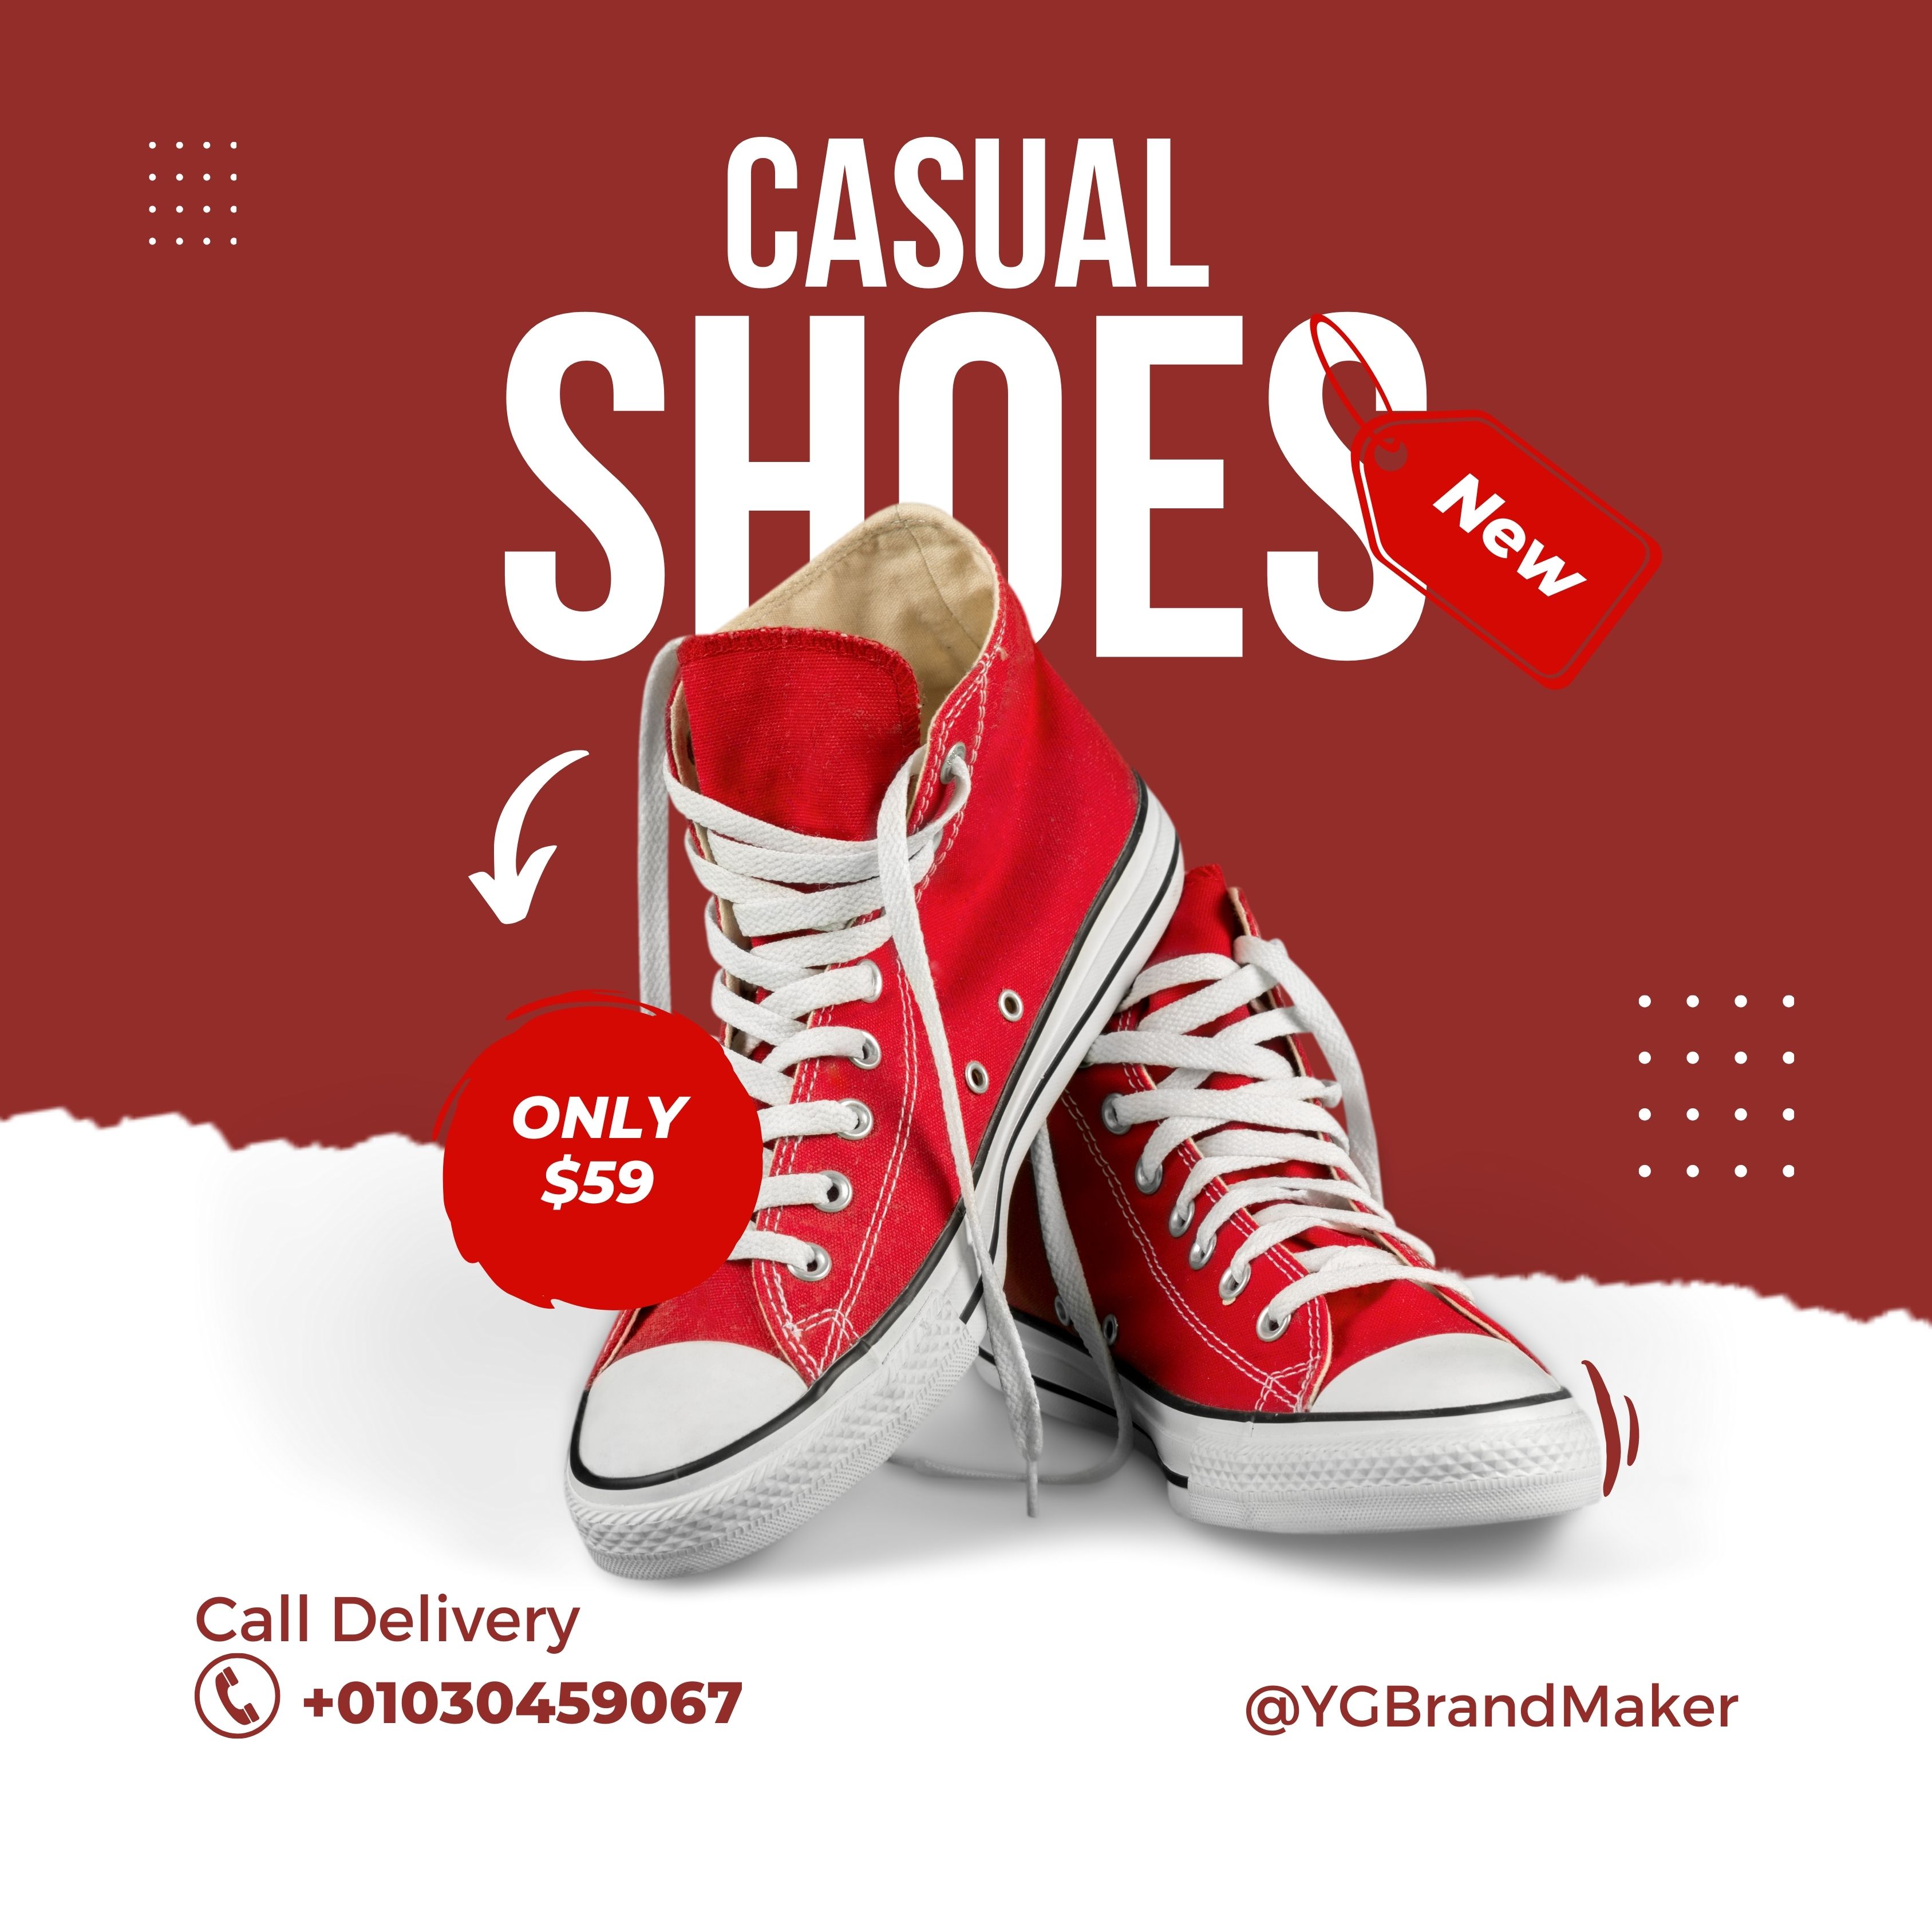 CASUAL
SHOES
New
ONLY
$59
Call Delivery
+01030459067
@YGBrandMaker